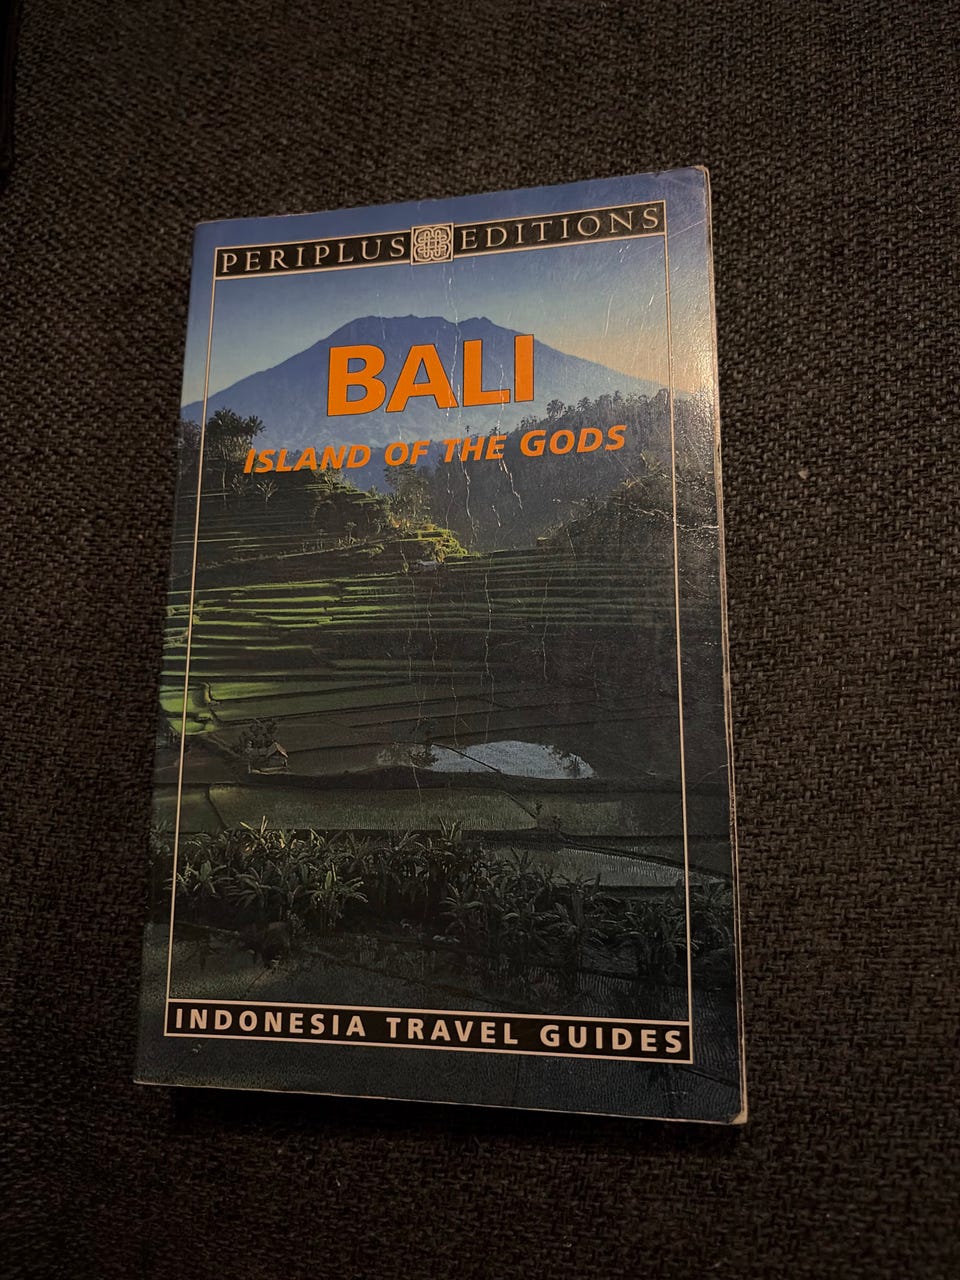 PERIPLUS EDITIONS
BALI
ISLAND OF THE GODS
INDONESIA TRAVEL GUIDES